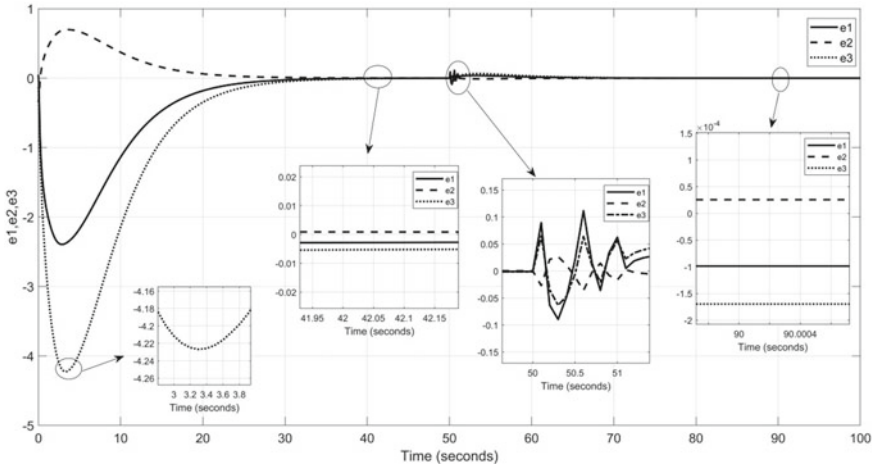 1
0
-1
-2
-3
-4
-5
e1,e2,e3
0 10 20 30 40 50 60 70 80 90 100
Time (seconds)
e1
e2
e3
-4.16
-4.18
-4.2
-4.22
-4.24
-4.26
3 3.2 3.4 3.6 3.8
Time (seconds)
0.02
0.01
0
-0.01
-0.02
41.95 42 42.05 42.1 42.15
Time (seconds)
e1
e2
e3
0.15
0.1
0.05
0
-0.05
-0.1
-0.15
50 50.5 51
Time (seconds)
e1
e2
e3
×10⁻⁴
1.5
1
0.5
0
-0.5
-1
-1.5
-2
90 90.0004
Time (seconds)
e1
e2
e3